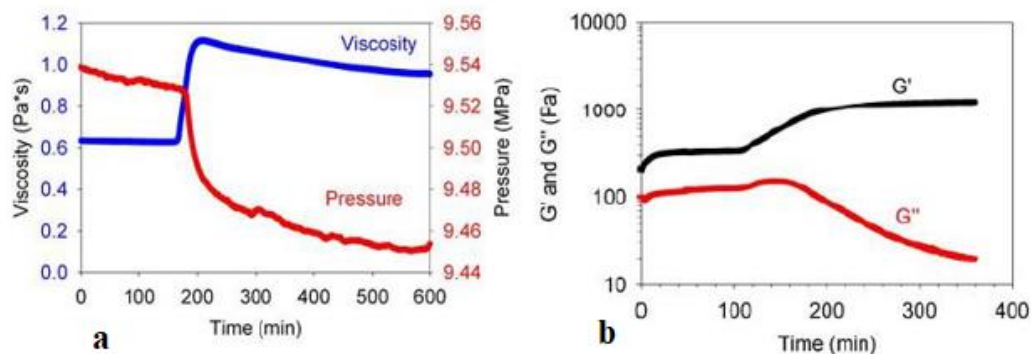 1.2
1.0
0.8
0.6
0.4
0.2
0.0
Viscosity (Pa*s)
Viscosity
Pressure
9.56
9.54
9.52
9.50
9.48
9.46
9.44
Pressure (MPa)
0 100 200 300 400 500 600
Time (min)
a
10000
1000
100
10
G' and G" (Fa)
G'
G"
0 100 200 300 400
Time (min)
b